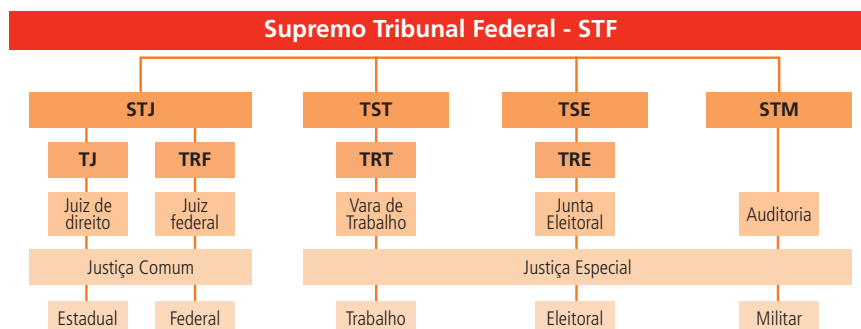 Supremo Tribunal Federal - STF
STJ
TST
TSE
STM
TJ
TRF
TRT
TRE
Juiz de
direito
Juiz
federal
Vara de
Trabalho
Junta
Eleitoral
Auditoria
Justiça Comum
Justiça Especial
Estadual
Federal
Trabalho
Eleitoral
Militar